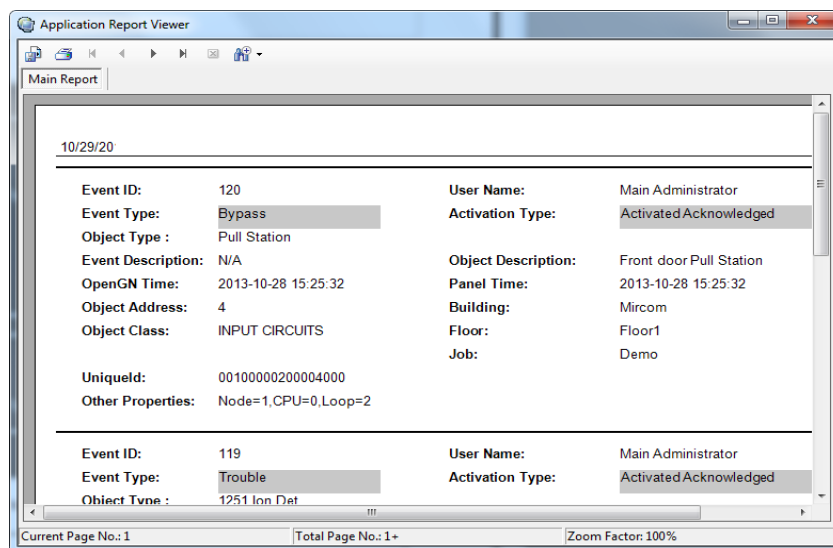 Application Report Viewer
Main Report
10/29/20
Event ID: 120 User Name: Main Administrator
Event Type: Bypass Activation Type: Activated Acknowledged
Object Type : Pull Station
Event Description: N/A Object Description: Front door Pull Station
OpenGN Time: 2013-10-28 15:25:32 Panel Time: 2013-10-28 15:25:32
Object Address: 4 Building: Mircom
Object Class: INPUT CIRCUITS Floor: Floor1
Job: Demo
UniqueId: 00100000200004000
Other Properties: Node=1,CPU=0,Loop=2
Event ID: 119 User Name: Main Administrator
Event Type: Trouble Activation Type: Activated Acknowledged
Object Type : 1251 Ion Det
Current Page No.: 1 Total Page No.: 1+ Zoom Factor: 100%